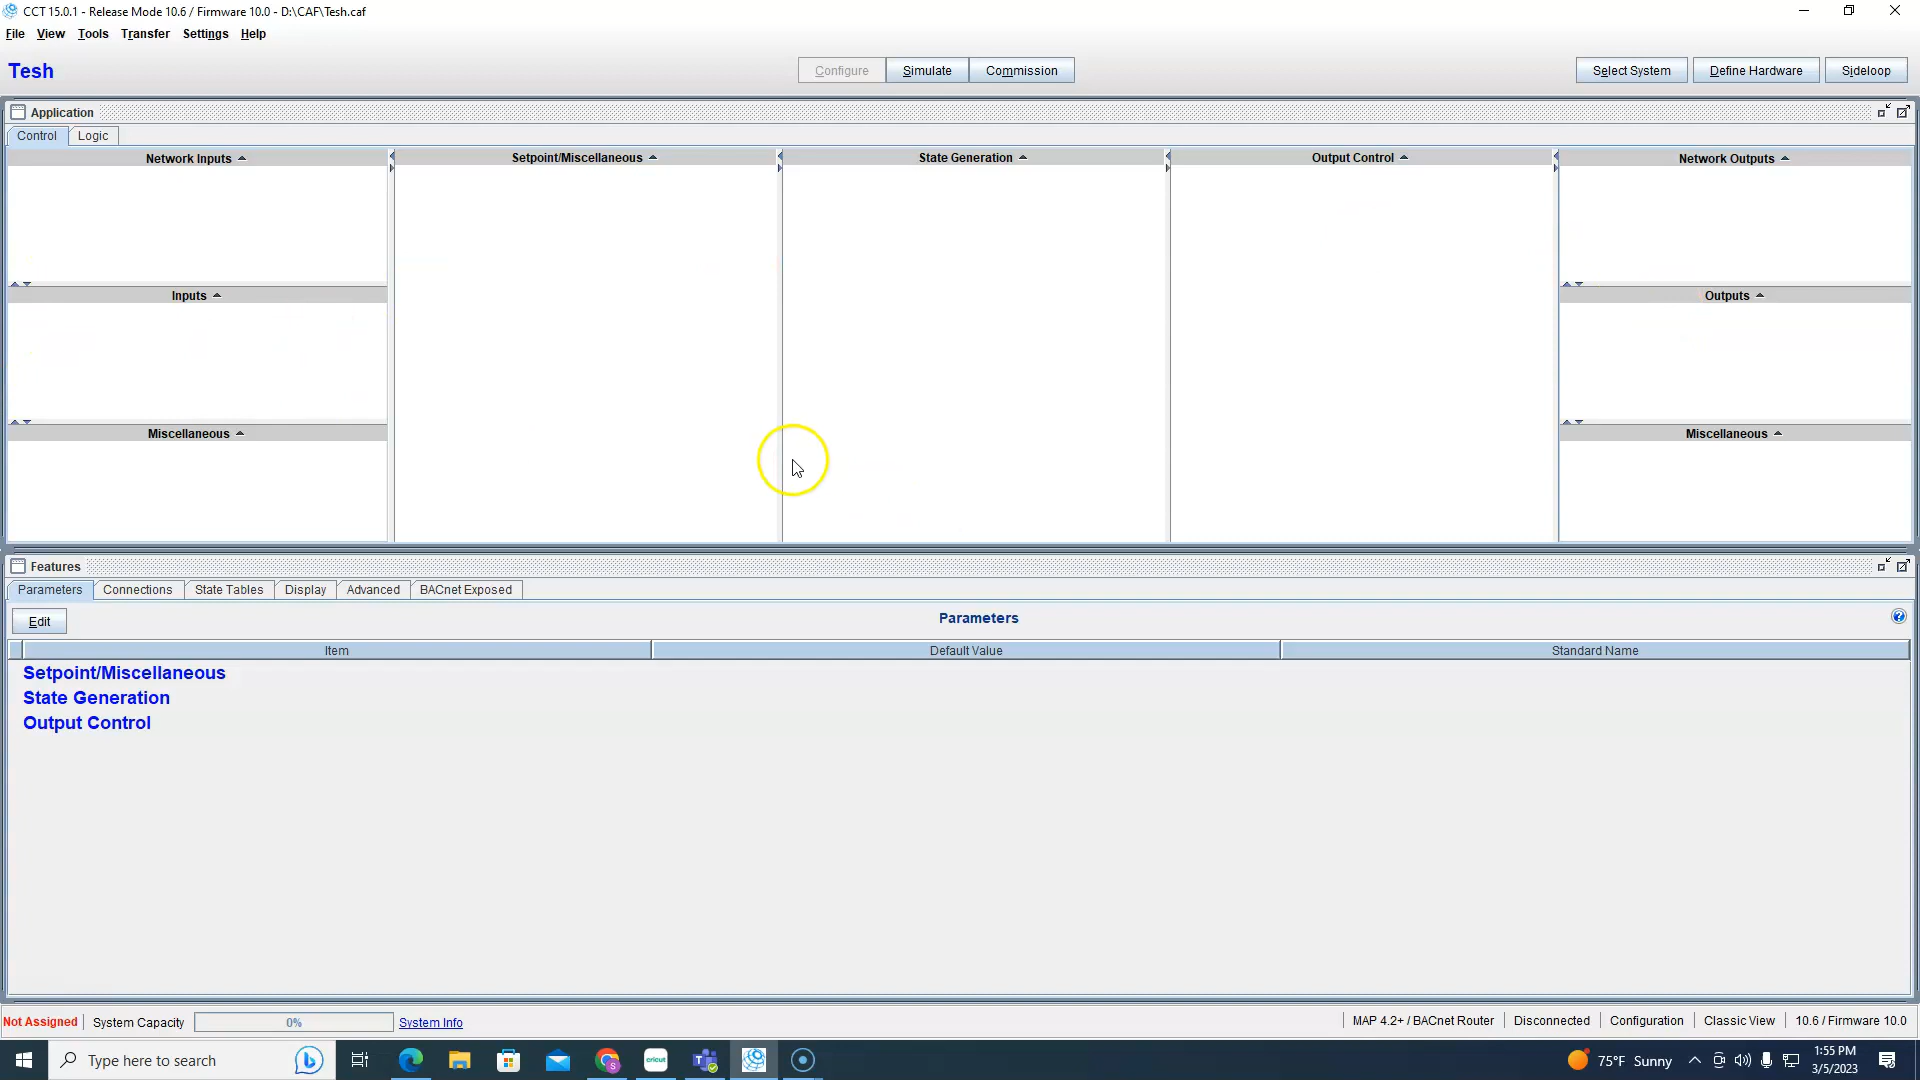 CCT 15.0.1 - Release Mode 10.6 / Firmware 10.0 - D:\CAF\Tesh.caf
File View Tools Transfer Settings Help
Tesh
Configure Simulate Commission
Select System Define Hardware Sideloop
Application
Control Logic
Network Inputs Setpoint/Miscellaneous State Generation Output Control Network Outputs
Inputs Outputs
Miscellaneous Miscellaneous
Features
Parameters Connections State Tables Display Advanced BACnet Exposed
Edit Parameters
Item Default Value Standard Name
Setpoint/Miscellaneous
State Generation
Output Control
Not Assigned System Capacity 0% System Info MAP 4.2+ / BACnet Router Disconnected Configuration Classic View 10.6 / Firmware 10.0
Type here to search
cricut
75°F Sunny
1:55 PM
3/5/2023